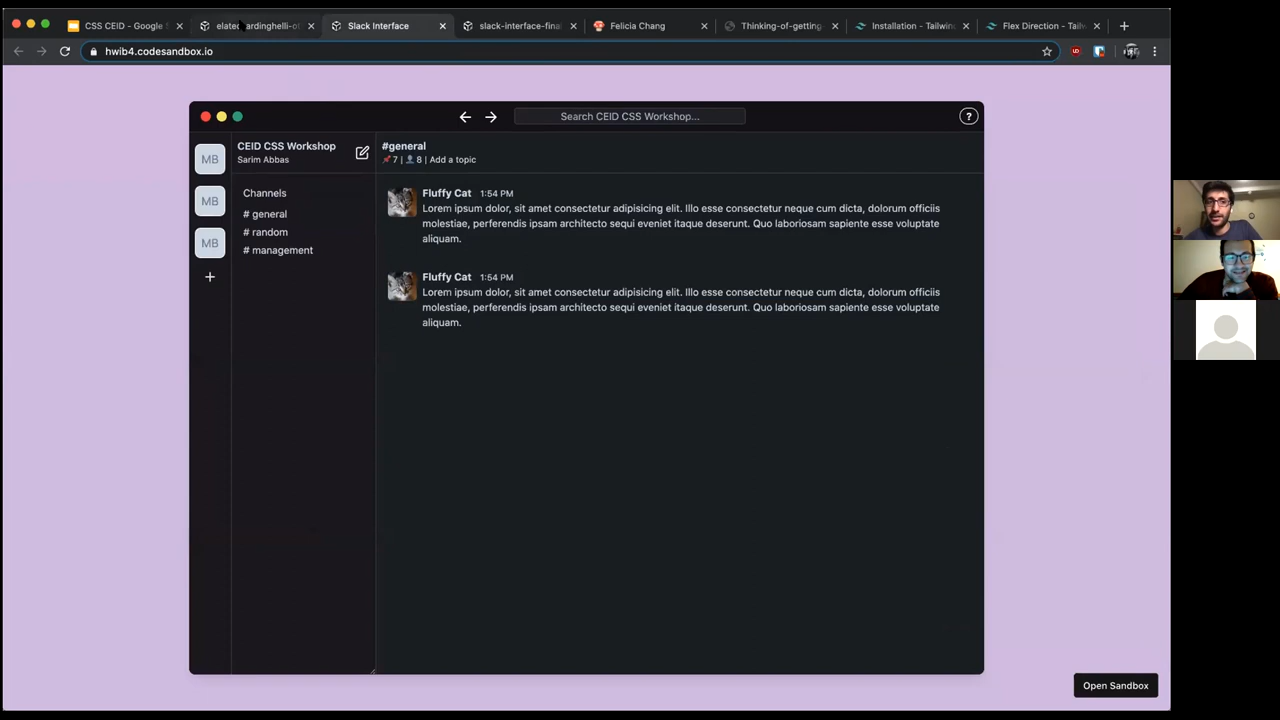 CSS CEID - Google S
elated-ardinghelli-o
Slack Interface
slack-interface-fina
Felicia Chang
Thinking-of-getting
Installation - Tailwin
Flex Direction - Tailw
hwib4.codesandbox.io
Search CEID CSS Workshop...
?
MB
MB
MB
+
CEID CSS Workshop
Sarim Abbas
Channels
# general
# random
# management
#general
7 | 8 | Add a topic
Fluffy Cat 1:54 PM
Lorem ipsum dolor, sit amet consectetur adipisicing elit. Illo esse consectetur neque cum dicta, dolorum officiis
molestiae, perferendis ipsam architecto sequi eveniet itaque deserunt. Quo laboriosam sapiente esse voluptate
aliquam.
Fluffy Cat 1:54 PM
Lorem ipsum dolor, sit amet consectetur adipisicing elit. Illo esse consectetur neque cum dicta, dolorum officiis
molestiae, perferendis ipsam architecto sequi eveniet itaque deserunt. Quo laboriosam sapiente esse voluptate
aliquam.
Open Sandbox